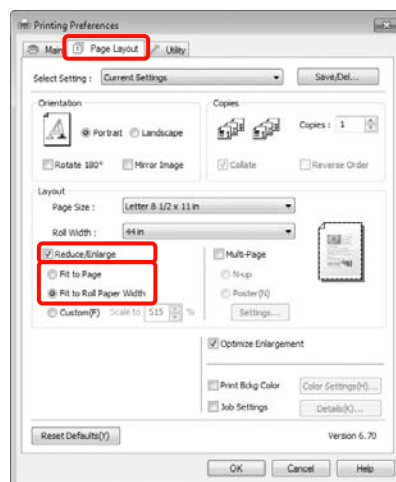 Printing Preferences
Main Page Layout Utility
Select Setting : Current Settings Save/Del...
Orientation Copies
Portrait Landscape Copies : 1
Rotate 180° Mirror Image Collate Reverse Order
Layout
Page Size : Letter 8 1/2 x 11 in
Roll Width : 44 in
Reduce/Enlarge Multi-Page
Fit to Page N-up
Fit to Roll Paper Width Poster(N)
Custom(F) Scale to 515 % Settings...
Optimize Enlargement
Print Bckg Color Color Settings(H)...
Job Settings Details(K)...
Reset Defaults(Y) Version 6.70
OK Cancel Help